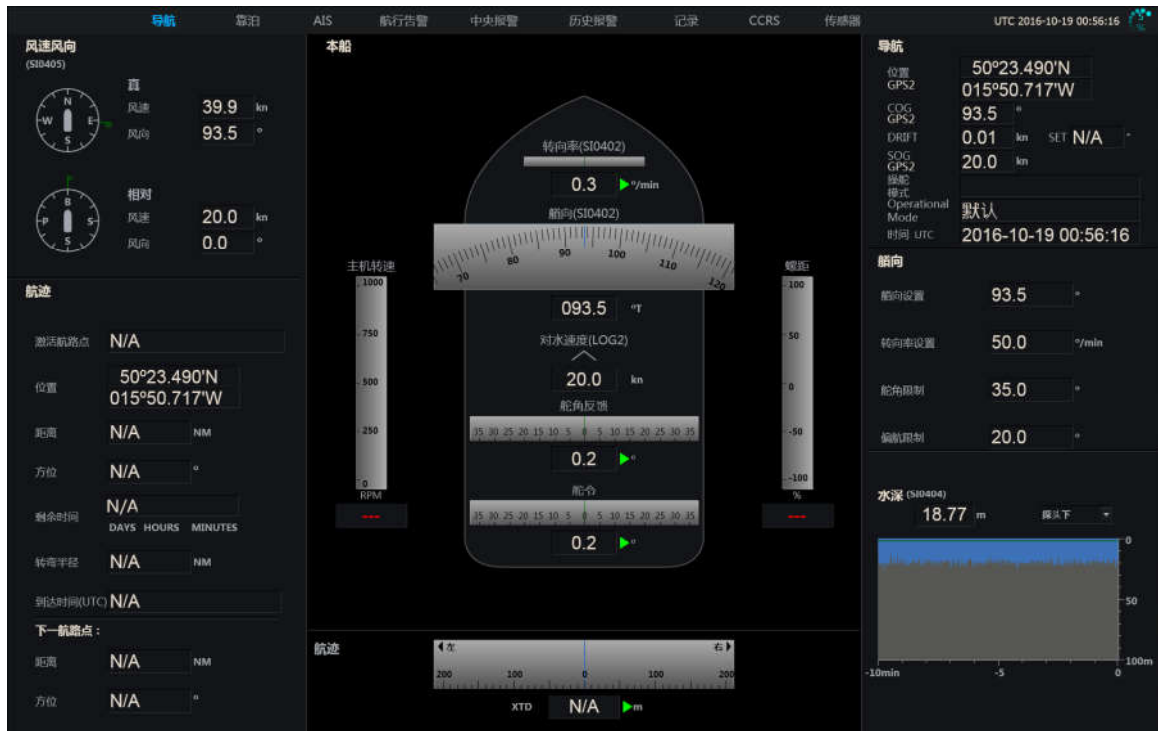 导航 靠泊 AIS 航行告警 中央报警 历史报警 记录 CCRS 传感器 UTC 2016-10-19 00:56:16
风速风向
(SI0405)
N
W E
S
真
风速 39.9 kn
风向 93.5 °
B
P S
S
相对
风速 20.0 kn
风向 0.0 °
航迹
激活航路点 N/A
位置 50°23.490'N
015°50.717'W
距离 N/A NM
方位 N/A °
剩余时间 N/A
DAYS HOURS MINUTES
转弯半径 N/A NM
到达时间(UTC) N/A
下一航路点：
距离 N/A NM
方位 N/A °
本船
转向率(SI0402)
0.3 °/min
艏向(SI0402)
70 80 90 100 110 120
093.5 °T
对水速度(LOG2)
20.0 kn
舵角反馈
35 30 25 20 15 10 5 0 5 10 15 20 25 30 35
0.2 °
舵令
35 30 25 20 15 10 5 0 5 10 15 20 25 30 35
0.2 °
主机转速
1000
750
500
250
0
RPM
---
螺距
100
50
0
-50
-100
%
---
航迹
左 右
200 100 0 100 200
XTD N/A m
导航
位置 50°23.490'N
GPS2 015°50.717'W
COG 93.5 °
GPS2
DRIFT 0.01 kn SET N/A °
SOG 20.0 kn
GPS2
操舵
模式
Operational
Mode 默认
时间 UTC 2016-10-19 00:56:16
艏向
艏向设置 93.5 °
转向率设置 50.0 °/min
舵角限制 35.0 °
偏航限制 20.0 °
水深 (SI0404)
18.77 m 探头下
0
50
100m
-10min -5 0